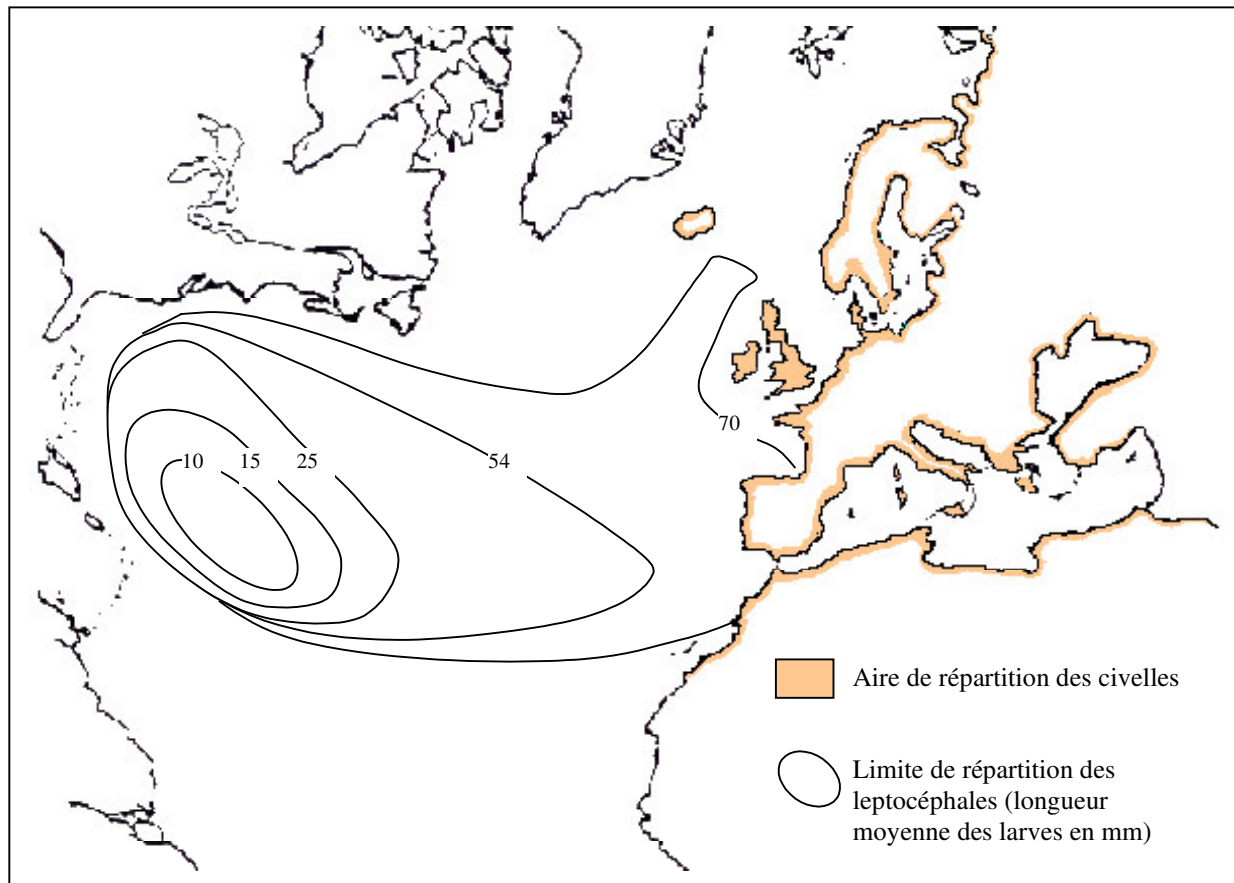 70
10
15
25
54
Aire de répartition des civelles
Limite de répartition des
leptocéphales (longueur
moyenne des larves en mm)